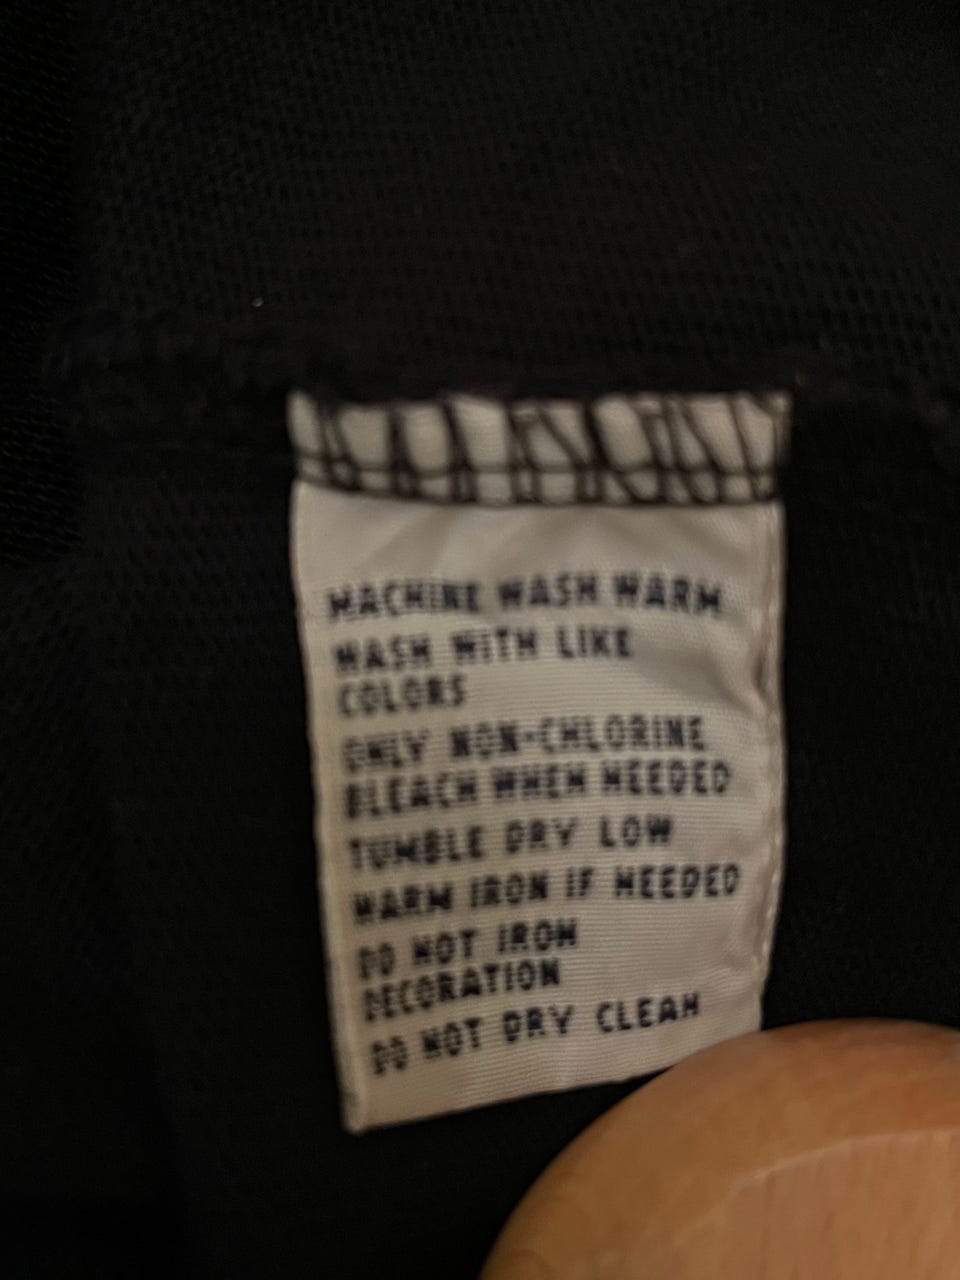 MACHINE WASH WARM
WASH WITH LIKE
COLORS
ONLY NON-CHLORINE
BLEACH WHEN NEEDED
TUMBLE DRY LOW
WARM IRON IF NEEDED
DO NOT IRON
DECORATION
DO NOT DRY CLEAN